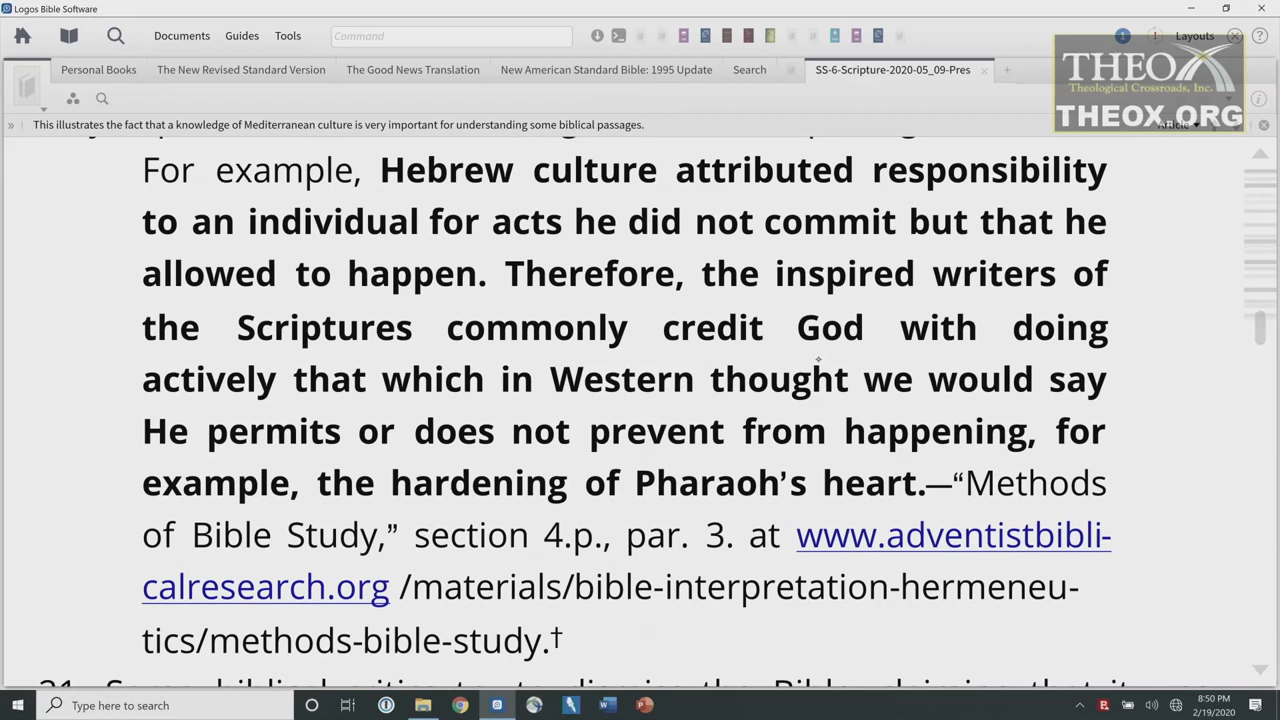 Logos Bible Software
Documents Guides Tools Command Layouts
THEOX
Theological Crossroads, Inc.
THEOX.ORG
Personal Books The New Revised Standard Version The Good News Translation New American Standard Bible: 1995 Update Search SS-6-Scripture-2020-05_09-Pres
This illustrates the fact that a knowledge of Mediterranean culture is very important for understanding some biblical passages.
Article
For example, Hebrew culture attributed responsibility
to an individual for acts he did not commit but that he
allowed to happen. Therefore, the inspired writers of
the Scriptures commonly credit God with doing
actively that which in Western thought we would say
He permits or does not prevent from happening, for
example, the hardening of Pharaoh's heart.—“Methods
of Bible Study,” section 4.p., par. 3. at www.adventistbibli-
calresearch.org /materials/bible-interpretation-hermeneu-
tics/methods-bible-study.†
Type here to search
8:50 PM
2/19/2020